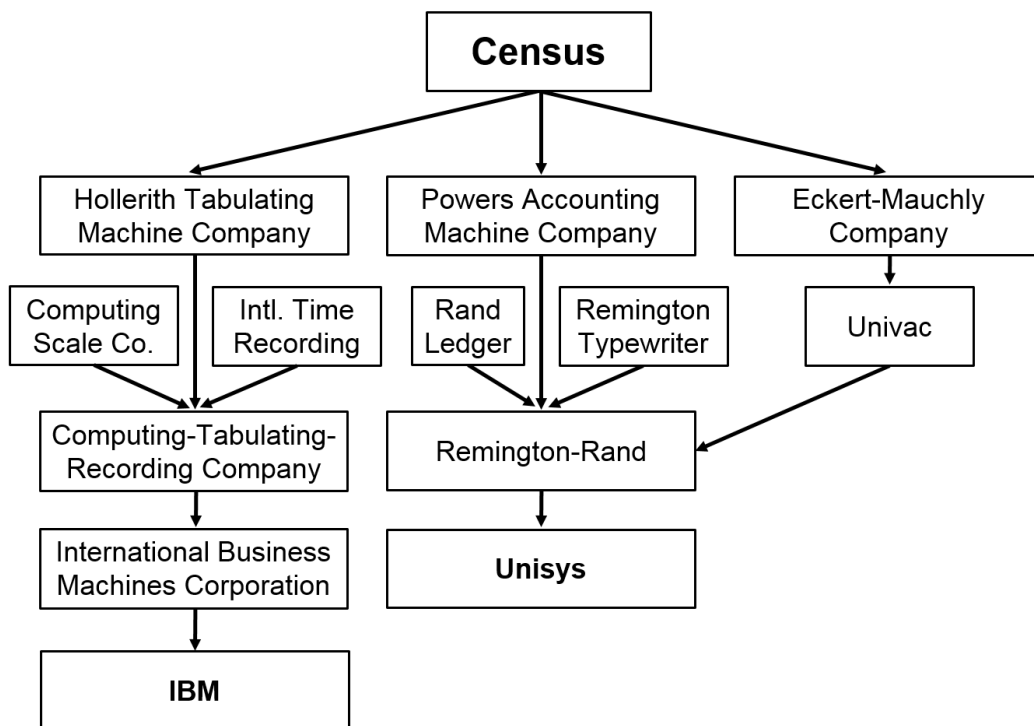 Census
Hollerith Tabulating
Machine Company
Powers Accounting
Machine Company
Eckert-Mauchly
Company
Computing
Scale Co.
Intl. Time
Recording
Rand
Ledger
Remington
Typewriter
Univac
Computing-Tabulating-
Recording Company
Remington-Rand
International Business
Machines Corporation
Unisys
IBM